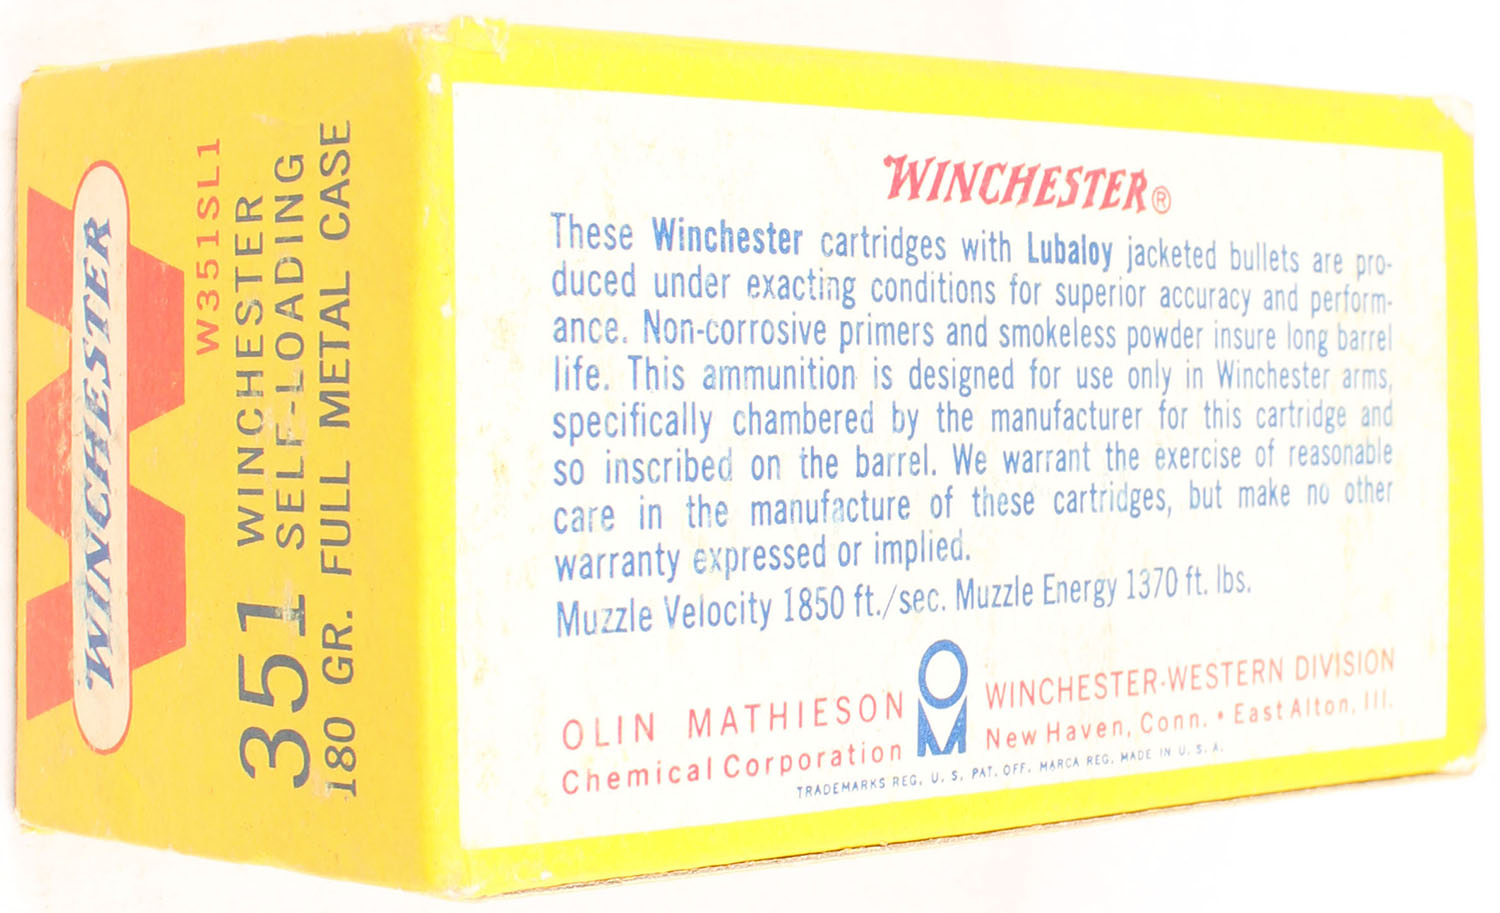 WINCHESTER
W351SL1
351 WINCHESTER
SELF-LOADING
180 GR. FULL METAL CASE
WINCHESTER®
These Winchester cartridges with Lubaloy jacketed bullets are pro-
duced under exacting conditions for superior accuracy and perform-
ance. Non-corrosive primers and smokeless powder insure long barrel
life. This ammunition is designed for use only in Winchester arms,
specifically chambered by the manufacturer for this cartridge and
so inscribed on the barrel. We warrant the exercise of reasonable
care in the manufacture of these cartridges, but make no other
warranty expressed or implied.
Muzzle Velocity 1850 ft./sec. Muzzle Energy 1370 ft. lbs.
OLIN MATHIESON
Chemical Corporation
OM
WINCHESTER-WESTERN DIVISION
New Haven, Conn. • East Alton, Ill.
TRADEMARKS REG. U. S. PAT. OFF. MARCA REG. MADE IN U. S. A.